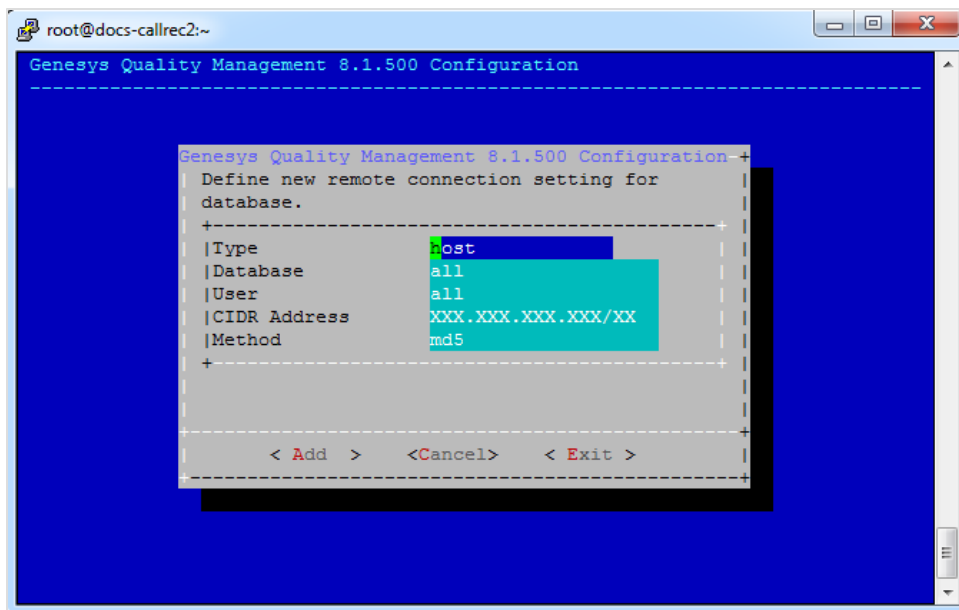 root@docs-callrec2:~
Genesys Quality Management 8.1.500 Configuration
Genesys Quality Management 8.1.500 Configuration
Define new remote connection setting for
database.
|Type host
|Database all
|User all
|CIDR Address XXX.XXX.XXX.XXX/XX
|Method md5
< Add > <Cancel> < Exit >